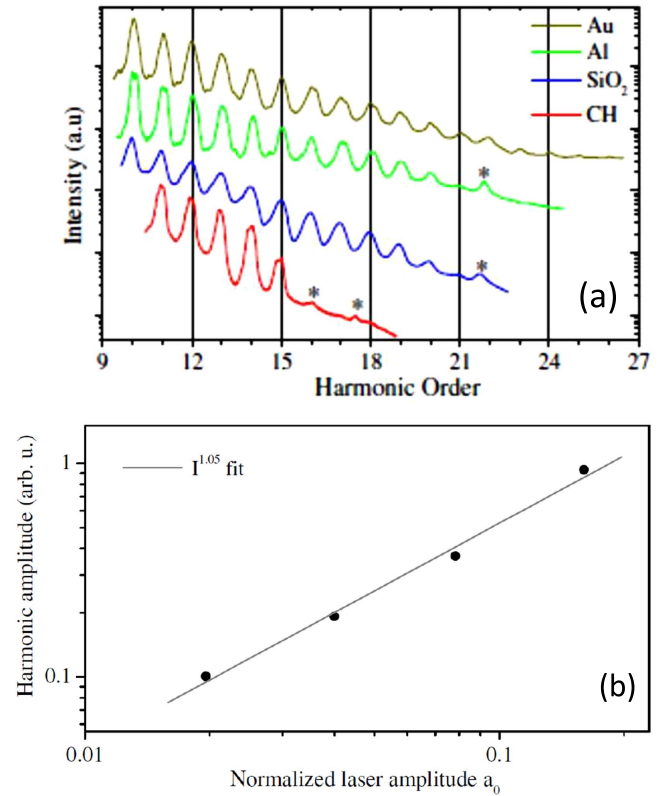 Au
Al
SiO₂
CH
Intensity (a.u)
*
*
*
*
(a)
9 12 15 18 21 24 27
Harmonic Order
I^1.05 fit
Harmonic amplitude (arb. u.)
1
0.1
(b)
0.01 0.1
Normalized laser amplitude a₀